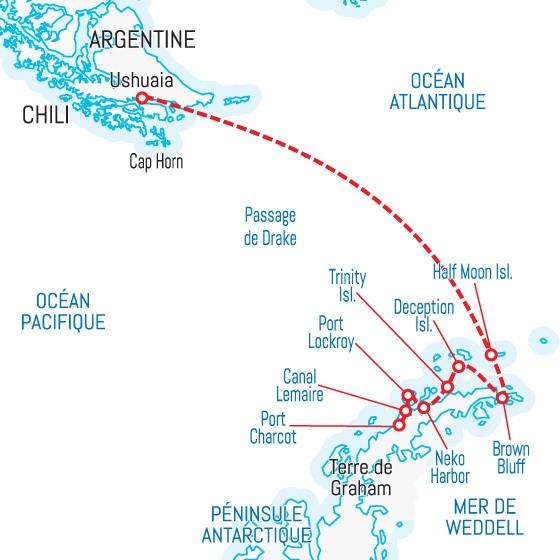 ARGENTINE
Ushuaia
OCÉAN
ATLANTIQUE
CHILI
Cap Horn
Passage
de Drake
Half Moon Isl.
Trinity
Isl.
Deception
Isl.
OCÉAN
PACIFIQUE
Port
Lockroy
Canal
Lemaire
Port
Charcot
Brown
Bluff
Neko
Harbor
Terre de
Graham
MER DE
WEDDELL
PÉNINSULE
ANTARCTIQUE